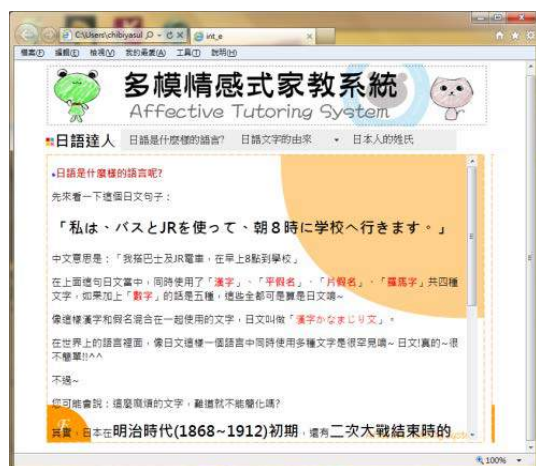 C:\Users\chibiyasu\
int_e
檔案(F) 編輯(E) 檢視(V) 我的最愛(A) 工具(T) 說明(H)
多模情感式家教系統
Affective Tutoring System
日語達人 日語是什麼樣的語言? 日語文字的由來 日本人的姓氏
日語是什麼樣的語言呢?
先來看一下這個日文句子：
「私は、バスとJRを使って、朝８時に学校へ行きます。」
中文意思是：「我搭巴士及JR電車，在早上8點到學校」
在上面這句日文當中，同時使用了「漢字」、「平假名」、「片假名」、「羅馬字」共四種
文字，如果加上「數字」的話是五種，這些全都可是算是日文唷~
像這樣漢字和假名混合在一起使用的文字，日文叫做「漢字かなまじり文」。
在世界上的語言裡面，像日文這樣一個語言中同時使用多種文字是很罕見唷~ 日文!真的~很
不簡單!!^^
不過~
您可能會說：這麼麻煩的文字，難道就不能簡化嗎?
其實，日本在明治時代(1868~1912)初期，還有二次大戰結束時的
100%